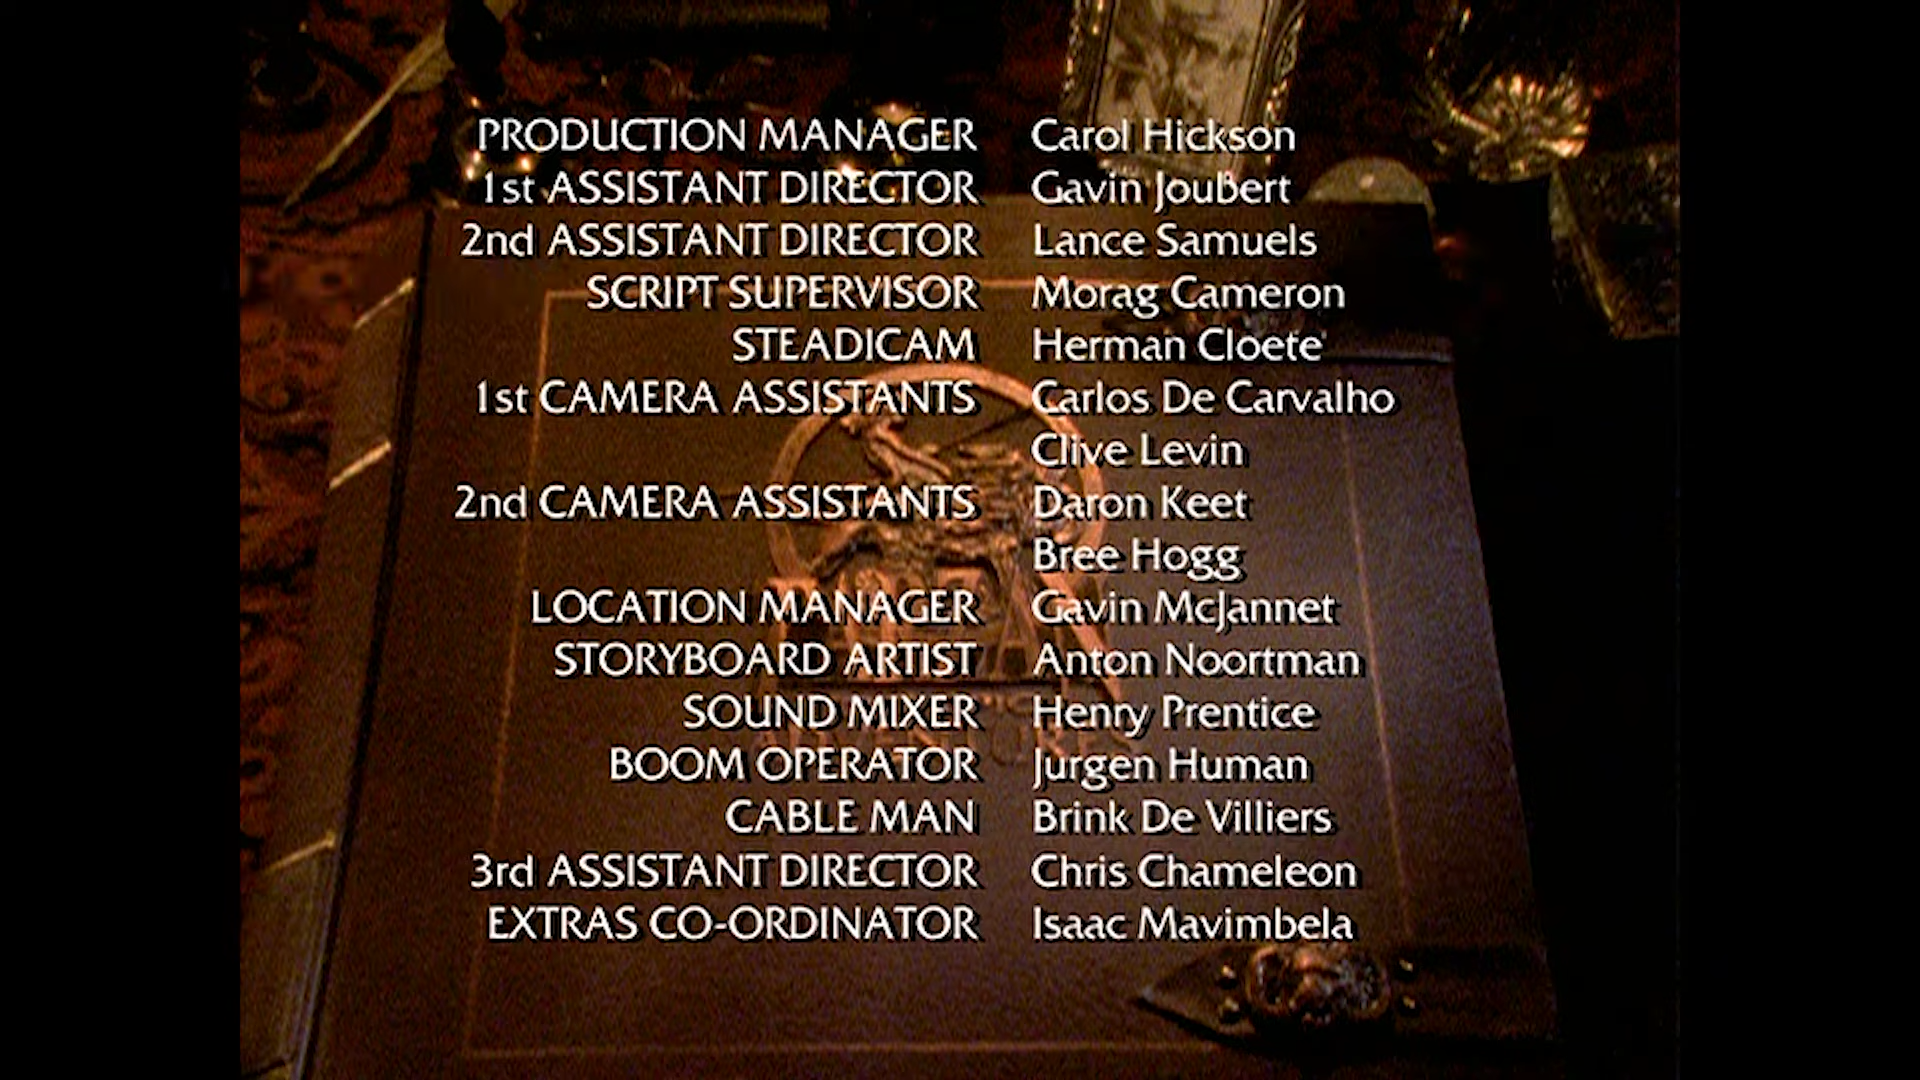 PRODUCTION MANAGER Carol Hickson
1st ASSISTANT DIRECTOR Gavin Joubert
2nd ASSISTANT DIRECTOR Lance Samuels
SCRIPT SUPERVISOR Morag Cameron
STEADICAM Herman Cloete
1st CAMERA ASSISTANTS Carlos De Carvalho
Clive Levin
2nd CAMERA ASSISTANTS Daron Keet
Bree Hogg
LOCATION MANAGER Gavin McJannet
STORYBOARD ARTIST Anton Noortman
SOUND MIXER Henry Prentice
BOOM OPERATOR Jurgen Human
CABLE MAN Brink De Villiers
3rd ASSISTANT DIRECTOR Chris Chameleon
EXTRAS CO-ORDINATOR Isaac Mavimbela